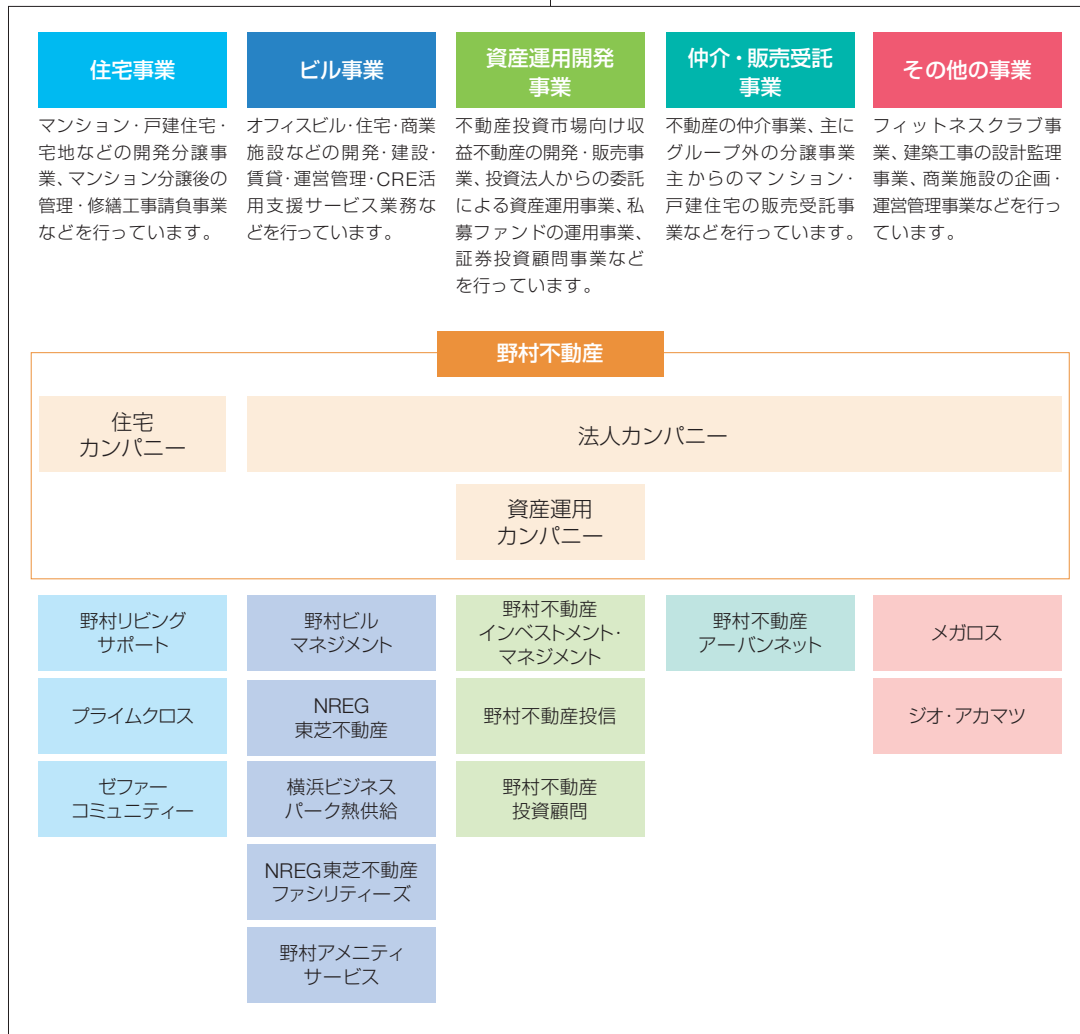 住宅事業
マンション・戸建住宅・
宅地などの開発分譲事
業、マンション分譲後の
管理・修繕工事請負事業
などを行っています。
ビル事業
オフィスビル・住宅・商業
施設などの開発・建設・
賃貸・運営管理・CRE活
用支援サービス業務な
どを行っています。
資産運用開発
事業
不動産投資市場向け収
益不動産の開発・販売事
業、投資法人からの委託
による資産運用事業、私
募ファンドの運用事業、
証券投資顧問事業など
を行っています。
仲介・販売受託
事業
不動産の仲介事業、主に
グループ外の分譲事業
主からのマンション・
戸建住宅の販売受託事
業などを行っています。
その他の事業
フィットネスクラブ事
業、建築工事の設計監理
事業、商業施設の企画・
運営管理事業などを行っ
ています。
野村不動産
住宅
カンパニー
法人カンパニー
資産運用
カンパニー
野村リビング
サポート
プライムクロス
ゼファー
コミュニティー
野村ビル
マネジメント
NREG
東芝不動産
横浜ビジネス
パーク熱供給
NREG東芝不動産
ファシリティーズ
野村アメニティ
サービス
野村不動産
インベストメント・
マネジメント
野村不動産投信
野村不動産
投資顧問
野村不動産
アーバンネット
メガロス
ジオ・アカマツ